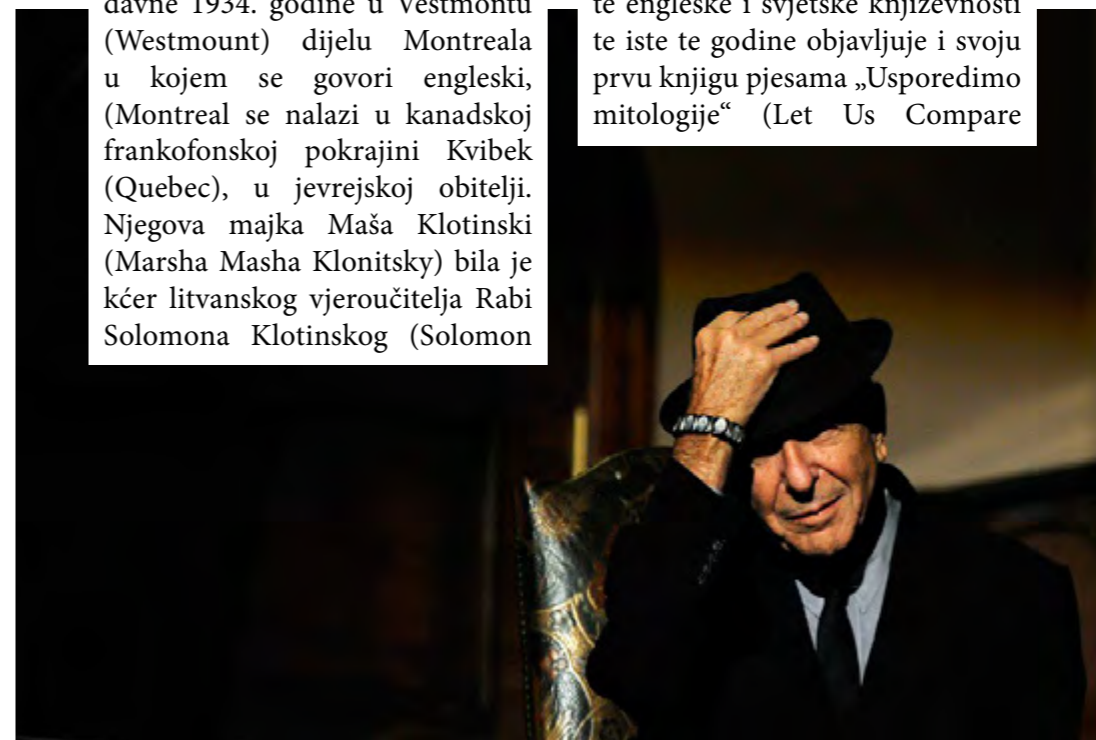 davne 1934. godine u Vestmontu
(Westmount) dijelu Montreala
u kojem se govori engleski,
(Montreal se nalazi u kanadskoj
frankofonskoj pokrajini Kvibek
(Quebec), u jevrejskoj obitelji.
Njegova majka Maša Klotinski
(Marsha Masha Klonitsky) bila je
kćer litvanskog vjeroučitelja Rabi
Solomona Klotinskog (Solomon
te engleske i svjetske književnosti
te iste te godine objavljuje i svoju
prvu knjigu pjesama „Usporedimo
mitologije“ (Let Us Compare